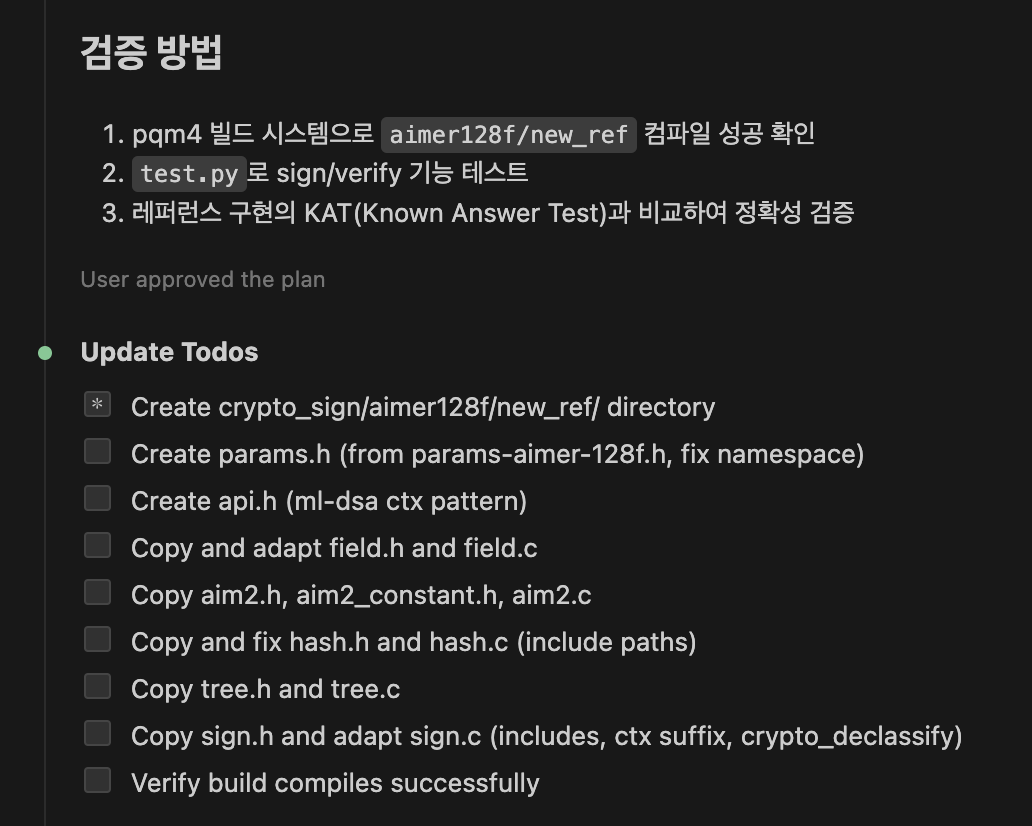 검증 방법
1. pqm4 빌드 시스템으로 aimer128f/new_ref 컴파일 성공 확인
2. test.py로 sign/verify 기능 테스트
3. 레퍼런스 구현의 KAT(Known Answer Test)과 비교하여 정확성 검증
User approved the plan
Update Todos
* Create crypto_sign/aimer128f/new_ref/ directory
Create params.h (from params-aimer-128f.h, fix namespace)
Create api.h (ml-dsa ctx pattern)
Copy and adapt field.h and field.c
Copy aim2.h, aim2_constant.h, aim2.c
Copy and fix hash.h and hash.c (include paths)
Copy tree.h and tree.c
Copy sign.h and adapt sign.c (includes, ctx suffix, crypto_declassify)
Verify build compiles successfully